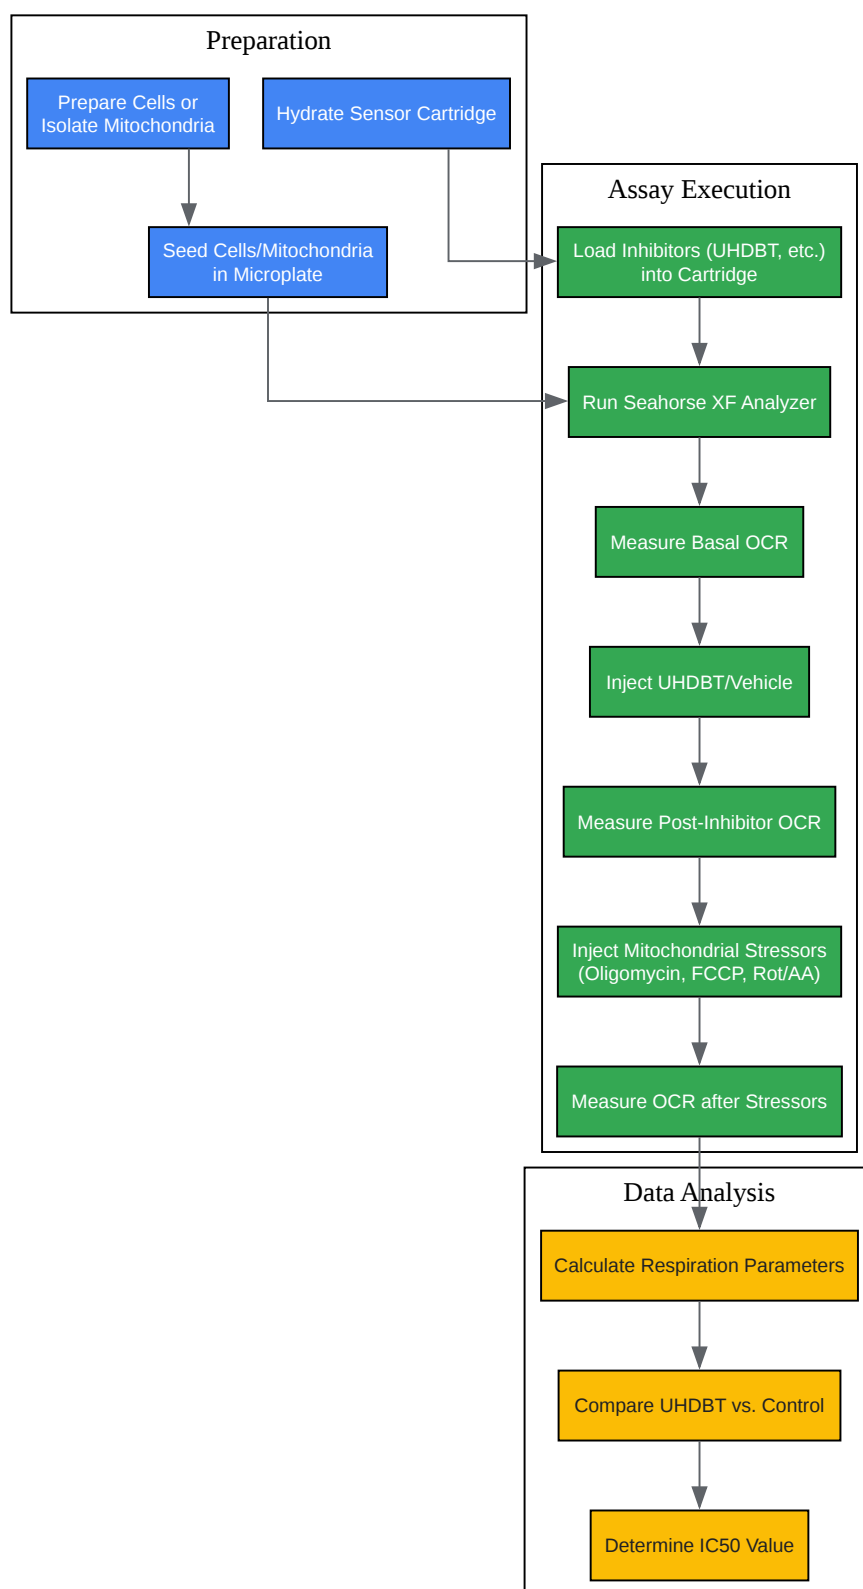 Preparation
Prepare Cells or
Isolate Mitochondria
Hydrate Sensor Cartridge
Seed Cells/Mitochondria
in Microplate
Assay Execution
Load Inhibitors (UHDBT, etc.)
into Cartridge
Run Seahorse XF Analyzer
Measure Basal OCR
Inject UHDBT/Vehicle
Measure Post-Inhibitor OCR
Inject Mitochondrial Stressors
(Oligomycin, FCCP, Rot/AA)
Measure OCR after Stressors
Data Analysis
Calculate Respiration Parameters
Compare UHDBT vs. Control
Determine IC50 Value